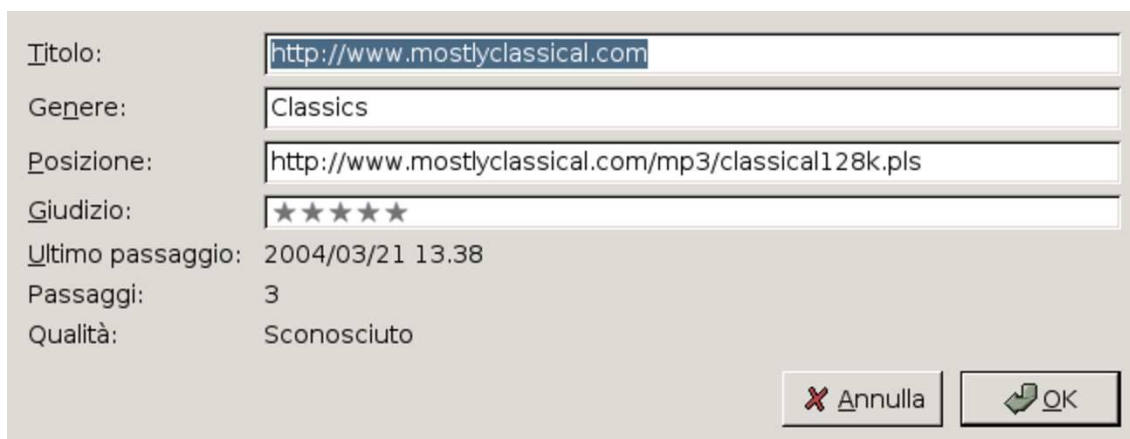 Titolo: http://www.mostlyclassical.com
Genere: Classics
Posizione: http://www.mostlyclassical.com/mp3/classical128k.pls
Giudizio: ★★★★★
Ultimo passaggio: 2004/03/21 13.38
Passaggi: 3
Qualità: Sconosciuto
Annulla OK